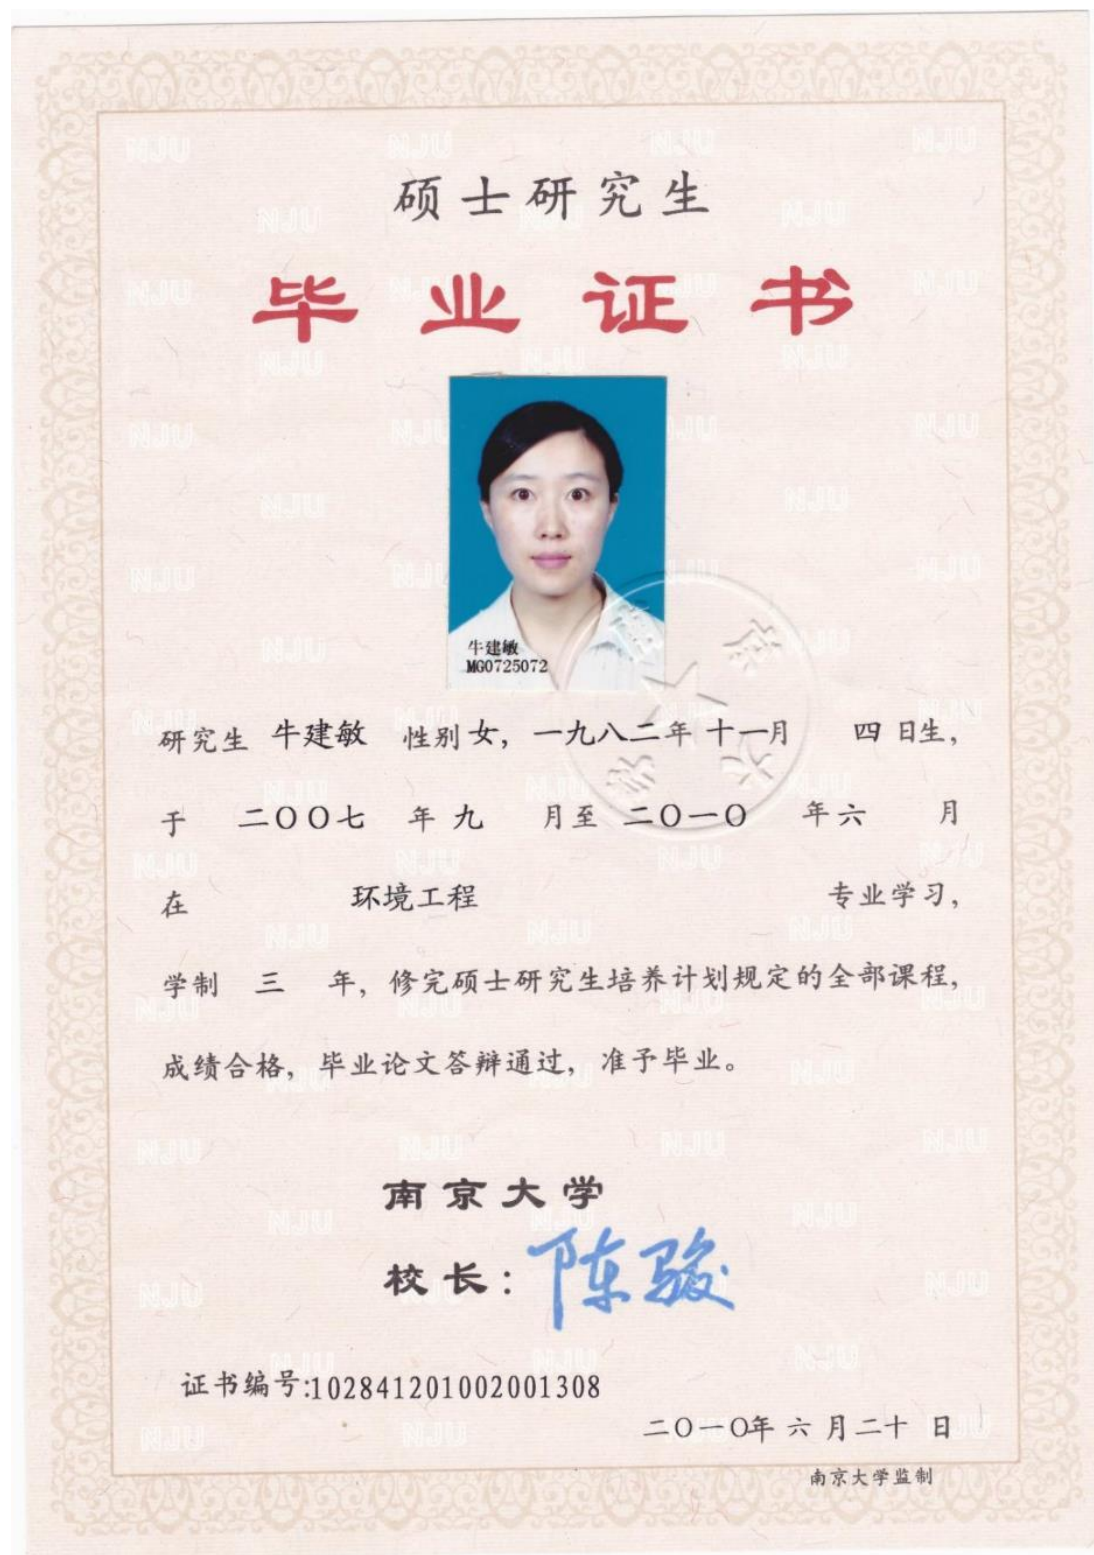 硕士研究生
毕业证书
牛建敏
MG0725072
研究生 牛建敏 性别女，一九八二年十一月 四日生，
于 二〇〇七 年九 月至 二〇一〇 年六 月
在 环境工程 专业学习，
学制 三 年，修完硕士研究生培养计划规定的全部课程，
成绩合格，毕业论文答辩通过，准予毕业。
南京大学
校长：陈骏
证书编号:102841201002001308
二〇一〇年六月二十日
南京大学监制